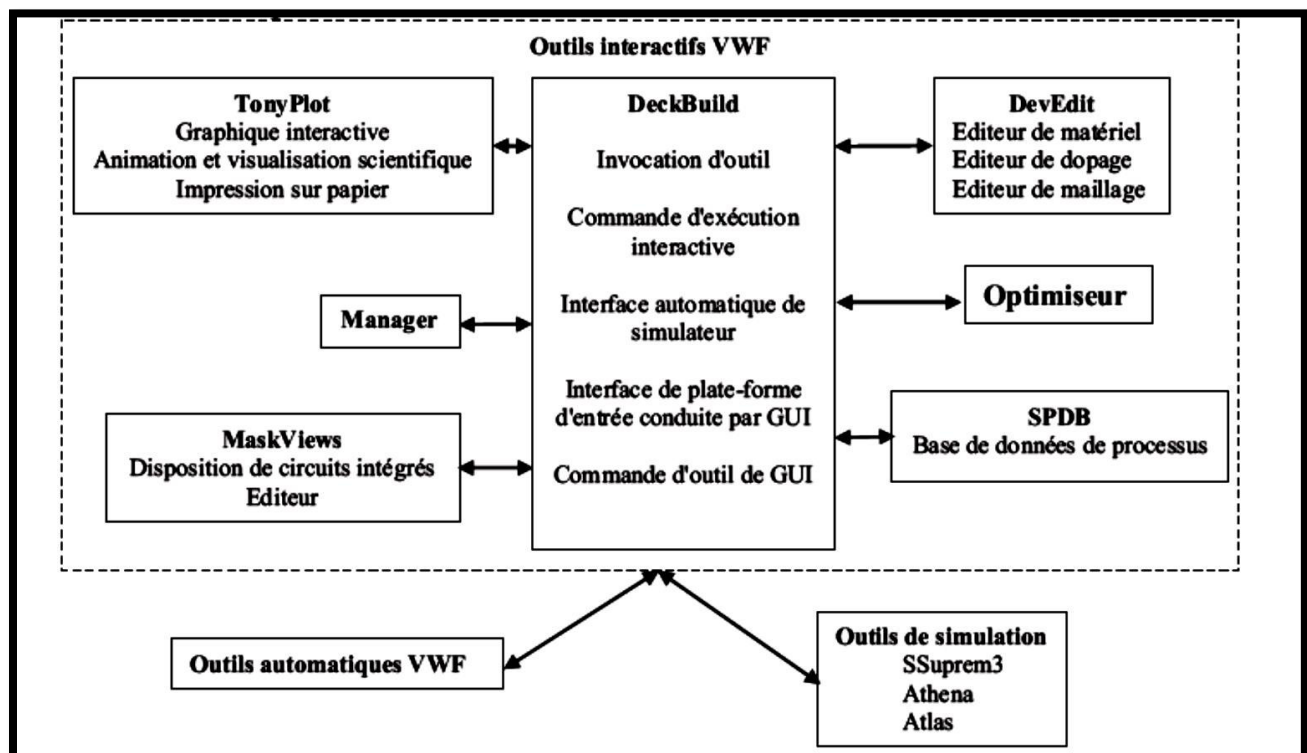 Outils interactifs VWF
TonyPlot
Graphique interactive
Animation et visualisation scientifique
Impression sur papier
DeckBuild
Invocation d'outil
Commande d'exécution
interactive
Interface automatique de
simulateur
Interface de plate-forme
d'entrée conduite par GUI
Commande d'outil de GUI
DevEdit
Editeur de matériel
Editeur de dopage
Editeur de maillage
Manager
Optimiseur
MaskViews
Disposition de circuits intégrés
Editeur
SPDB
Base de données de processus
Outils automatiques VWF
Outils de simulation
SSuprem3
Athena
Atlas